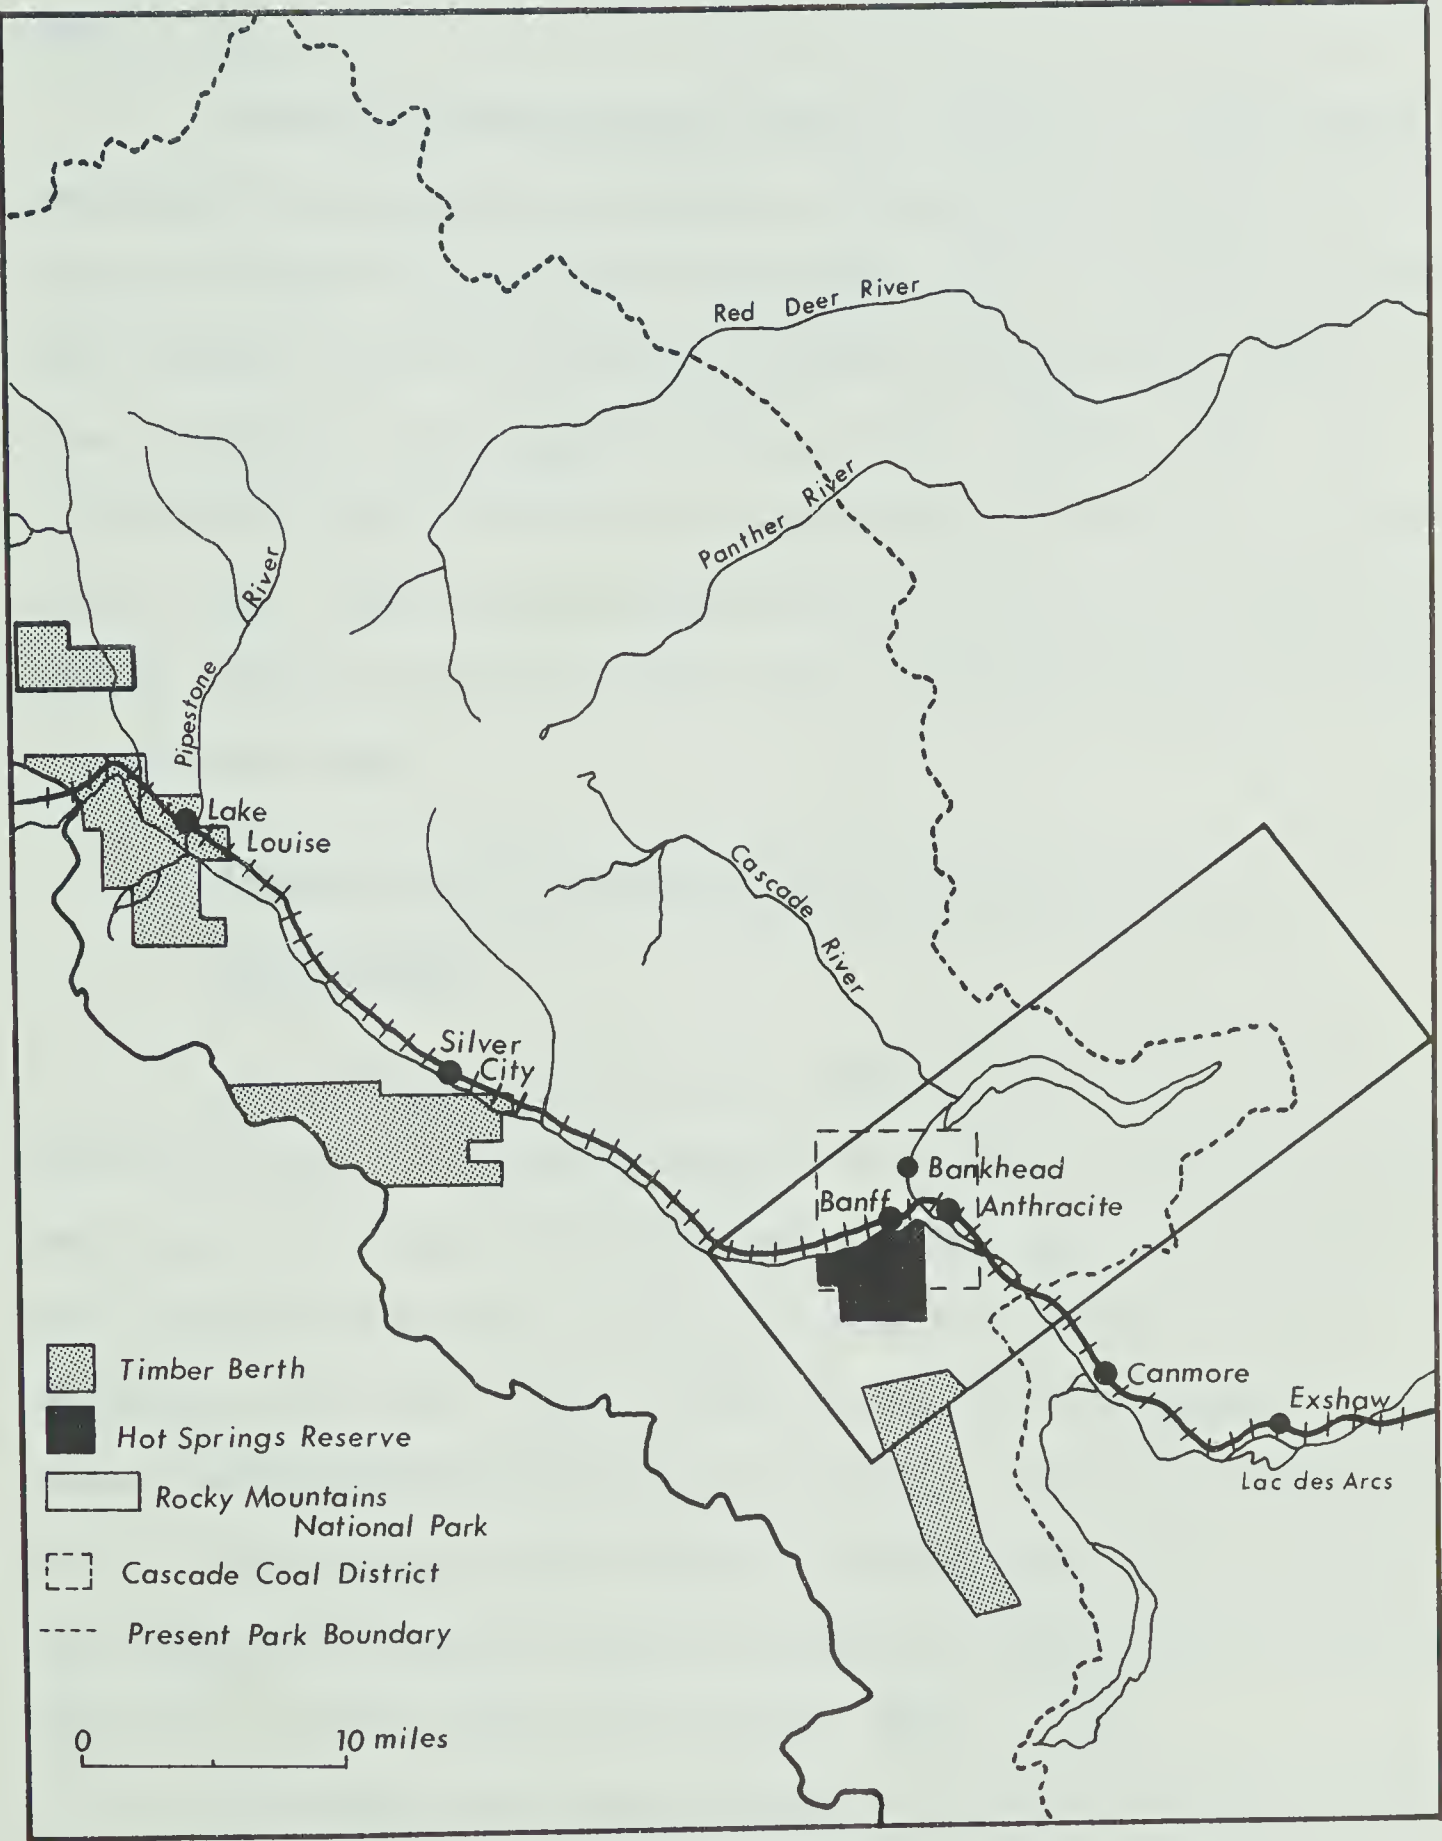 Red Deer River
Panther River
River
Pipestone
Lake
Louise
Cascade
River
Silver
City
Bankhead
Banff
Anthracite
Canmore
Exshaw
Lac des Arcs
Timber Berth
Hot Springs Reserve
Rocky Mountains
National Park
Cascade Coal District
Present Park Boundary
0 10 miles